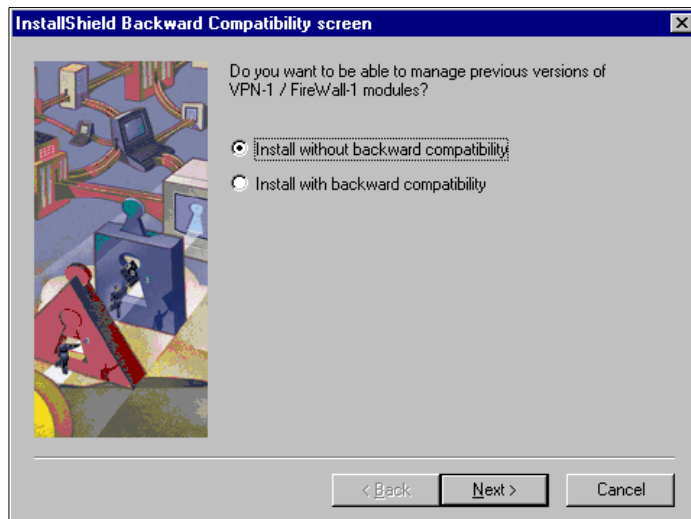 InstallShield Backward Compatibility screen
Do you want to be able to manage previous versions of
VPN-1 / FireWall-1 modules?
Install without backward compatibility
Install with backward compatibility
< Back
Next >
Cancel